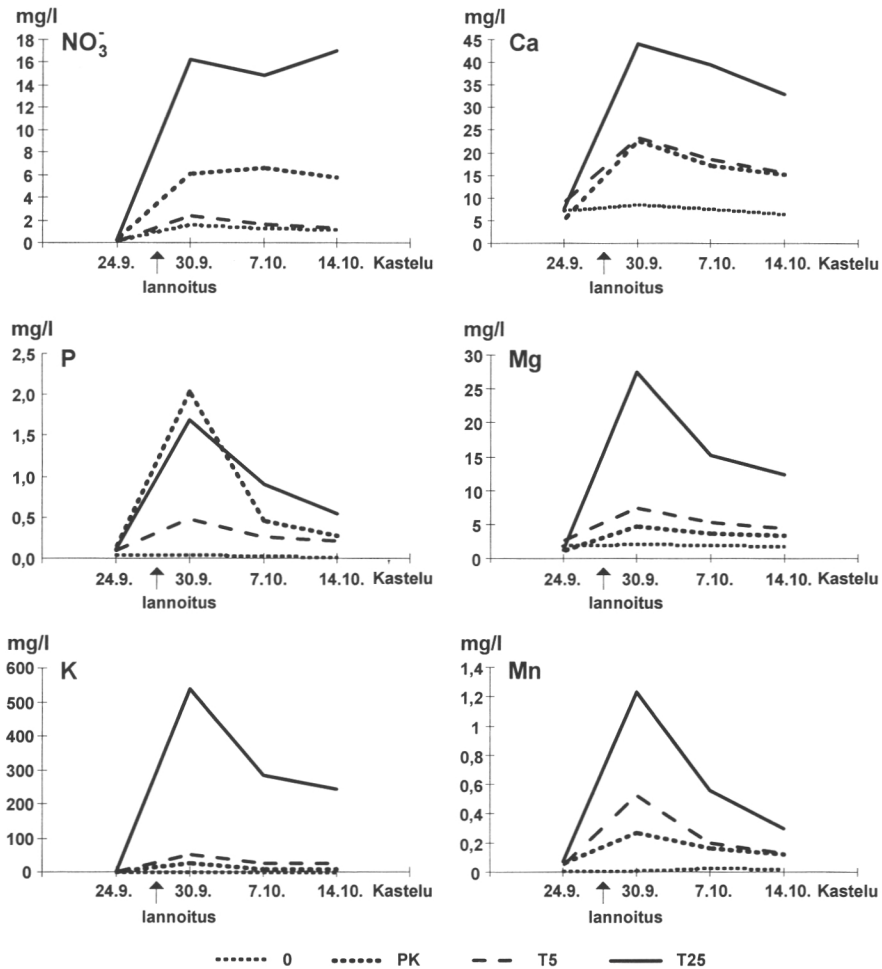 mg/l
NO₃⁻
18
16
14
12
10
8
6
4
2
0
24.9. 30.9. 7.10. 14.10. Kastelu
lannoitus
mg/l
Ca
45
40
35
30
25
20
15
10
5
0
24.9. 30.9. 7.10. 14.10. Kastelu
lannoitus
mg/l
P
2,5
2,0
1,5
1,0
0,5
0,0
24.9. 30.9. 7.10. 14.10. Kastelu
lannoitus
mg/l
Mg
30
25
20
15
10
5
0
24.9. 30.9. 7.10. 14.10. Kastelu
lannoitus
mg/l
K
600
500
400
300
200
100
0
24.9. 30.9. 7.10. 14.10. Kastelu
lannoitus
mg/l
Mn
1,4
1,2
1
0,8
0,6
0,4
0,2
0
24.9. 30.9. 7.10. 14.10. Kastelu
lannoitus
0 PK T5 T25